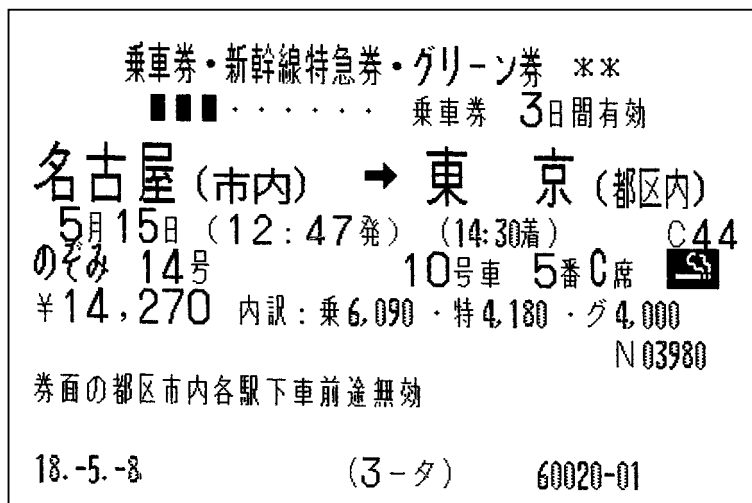 乗車券・新幹線特急券・グリーン券 **
■■■・・・・・・ 乗車券 3日間有効
名古屋(市内) ➡ 東 京(都区内)
5月15日 (12:47発) (14:30着) C44
のぞみ 14号 10号車 5番C席
¥14,270 内訳:乗6,090・特4,180・グ4,000
N03980
券面の都区市内各駅下車前途無効
18.-5.-8 (3-タ) 60020-01